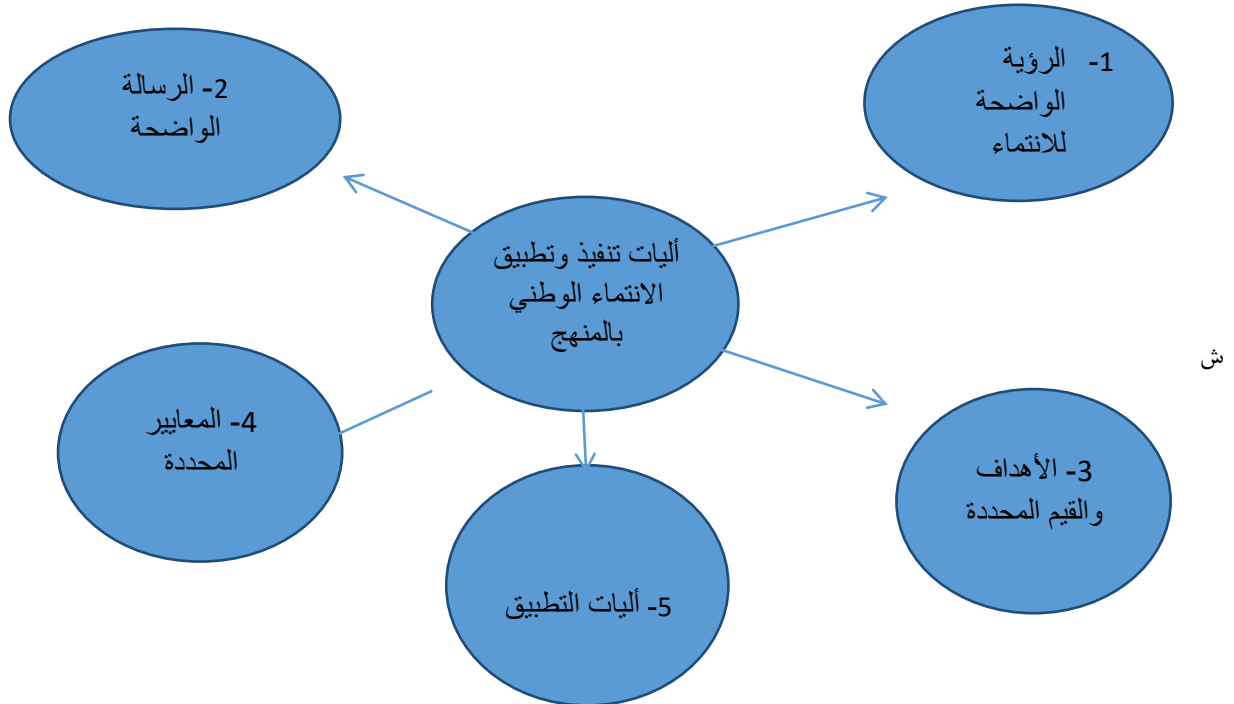 1- الرؤية
الواضحة
للانتماء
2- الرسالة
الواضحة
أليات تنفيذ وتطبيق
الانتماء الوطني
بالمنهج
ش
3- الأهداف
والقيم المحددة
4- المعايير
المحددة
5- أليات التطبيق